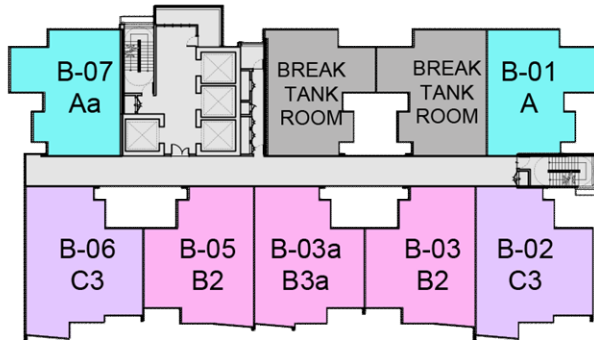 B-07
Aa
BREAK
TANK
ROOM
BREAK
TANK
ROOM
B-01
A
B-06
C3
B-05
B2
B-03a
B3a
B-03
B2
B-02
C3